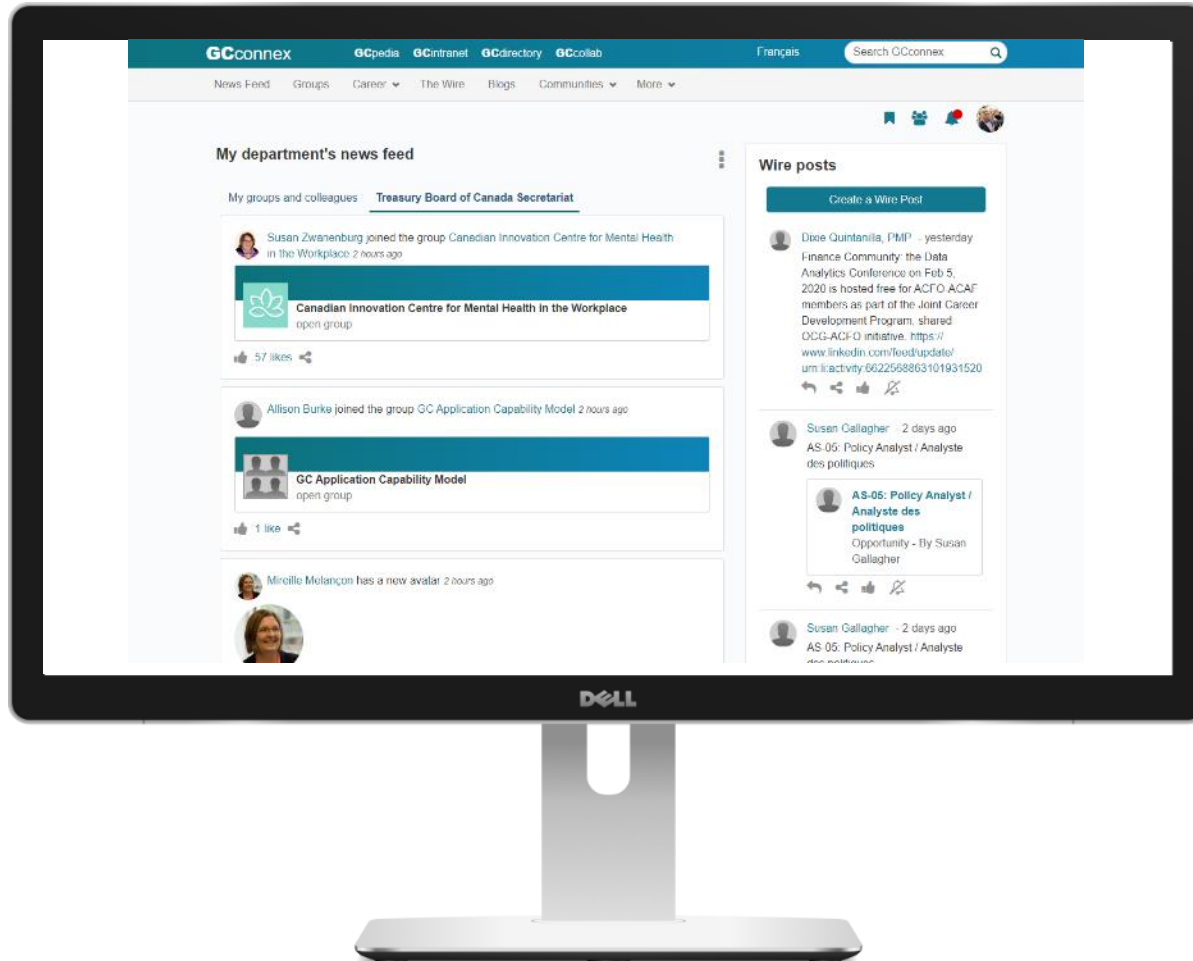 GCconnex
GCpedia GCintranet GCdirectory GCcollab
Français
Search GCconnex
News Feed Groups Career The Wire Blogs Communities More
My department's news feed
My groups and colleagues Treasury Board of Canada Secretariat
Susan Zwanenburg joined the group Canadian Innovation Centre for Mental Health
in the Workplace 2 hours ago
Canadian Innovation Centre for Mental Health in the Workplace
open group
57 likes
Allison Burke joined the group GC Application Capability Model 2 hours ago
GC Application Capability Model
open group
1 like
Mireille Melançon has a new avatar 2 hours ago
Wire posts
Create a Wire Post
Dixie Quintanilla, PMP - yesterday
Finance Community: the Data
Analytics Conference on Feb 5,
2020 is hosted free for ACFO ACAF
members as part of the Joint Career
Development Program, shared
OCG-ACFO initiative. https://
www.linkedin.com/feed/update/
urn:li:activity:6622568863101931520
Susan Gallagher - 2 days ago
AS-05: Policy Analyst / Analyste
des politiques
AS-05: Policy Analyst /
Analyste des
politiques
Opportunity - By Susan
Gallagher
Susan Gallagher - 2 days ago
AS-05: Policy Analyst / Analyste
des politiques
DELL